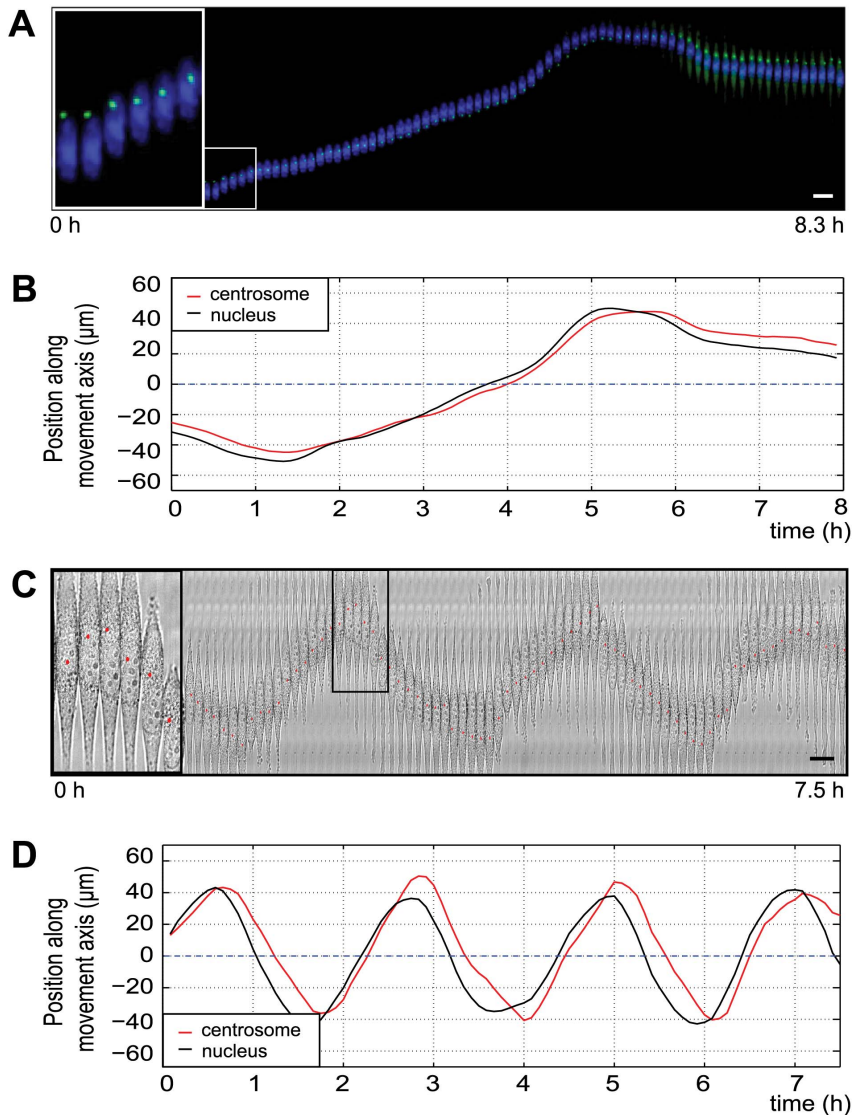 A
0 h
8.3 h
B
Position along
movement axis (µm)
60
40
20
0
−20
−40
−60
centrosome
nucleus
0 1 2 3 4 5 6 7 8
time (h)
C
0 h
7.5 h
D
Position along
movement axis (µm)
60
40
20
0
−20
−40
−60
centrosome
nucleus
0 1 2 3 4 5 6 7
time (h)